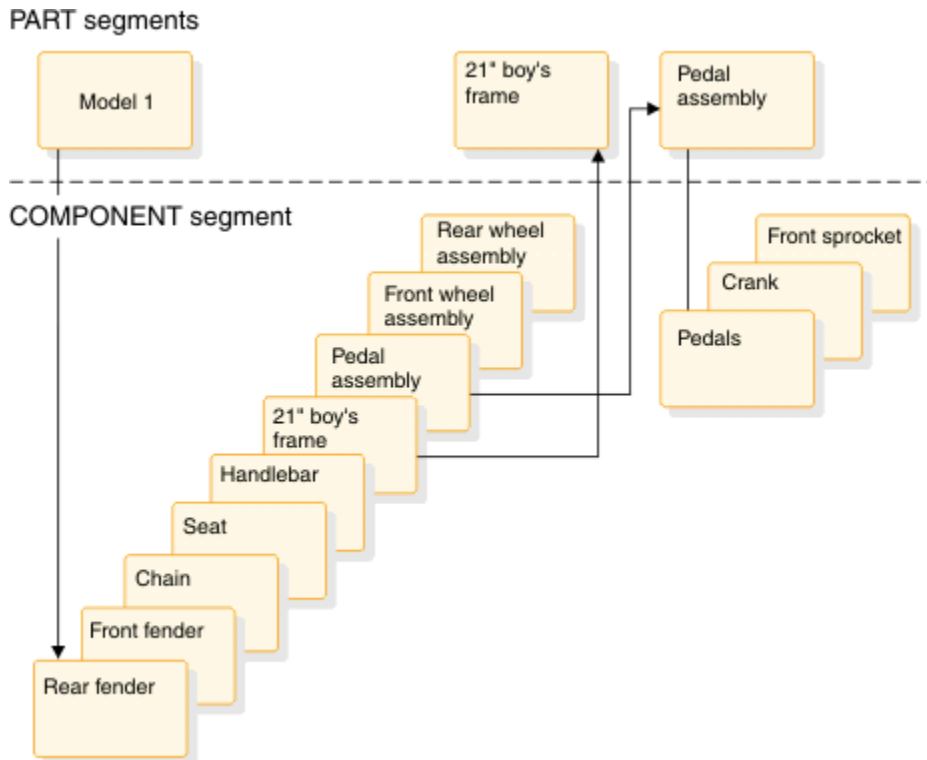 PART segments
Model 1
21" boy's
frame
Pedal
assembly
COMPONENT segment
Rear wheel
assembly
Front wheel
assembly
Pedal
assembly
21" boy's
frame
Handlebar
Seat
Chain
Front fender
Rear fender
Front sprocket
Crank
Pedals